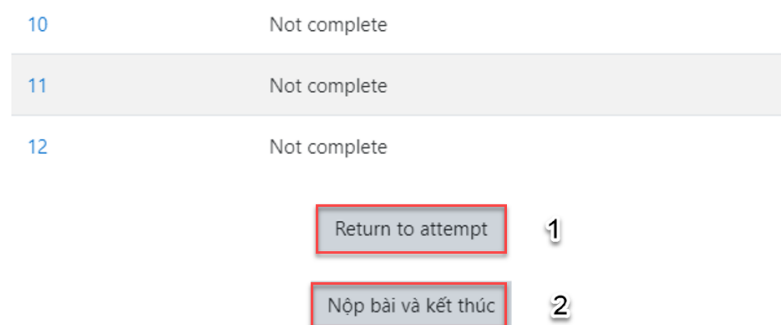 10 Not complete
11 Not complete
12 Not complete
Return to attempt 1
Nộp bài và kết thúc 2